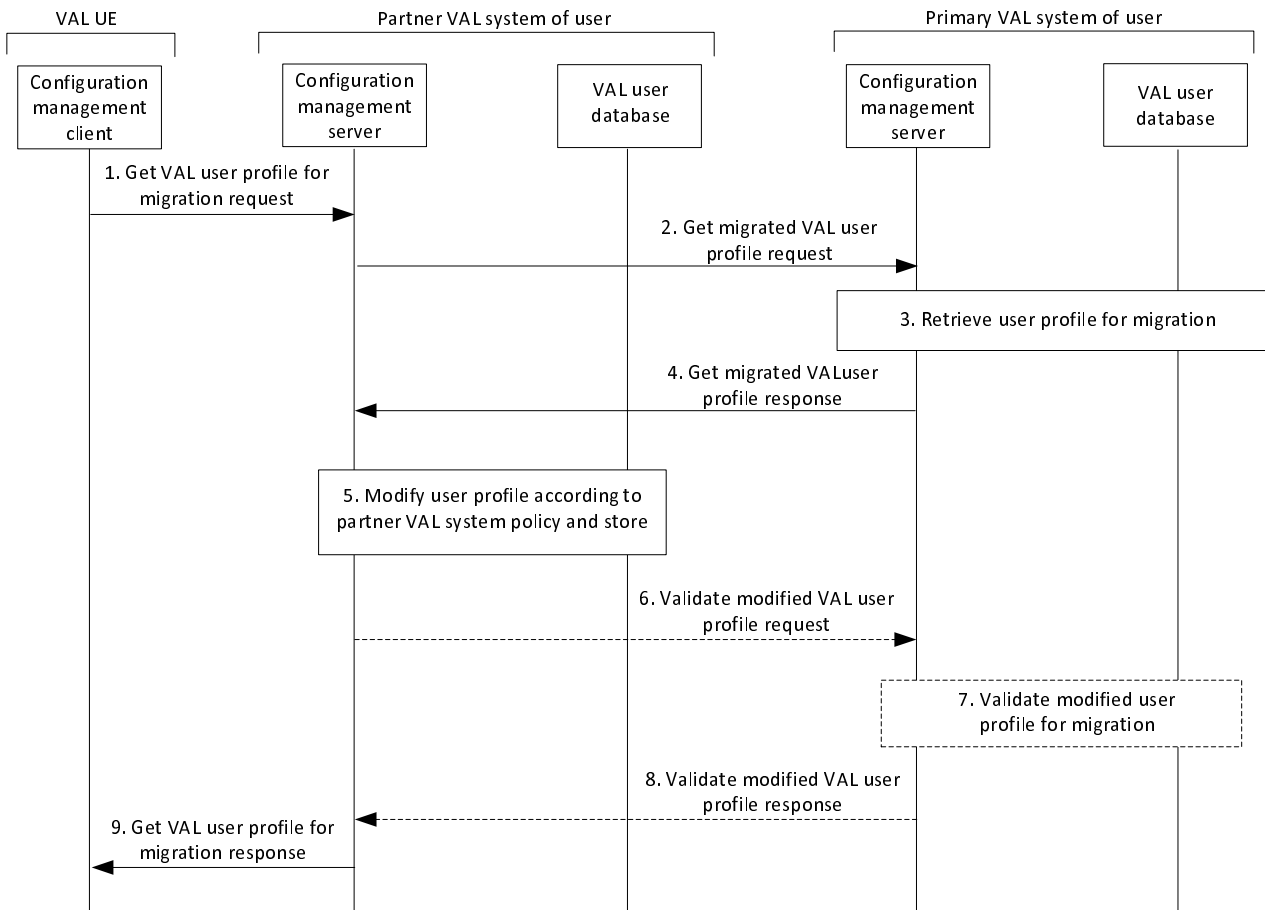 VAL UE
Partner VAL system of user
Primary VAL system of user
Configuration
management
client
Configuration
management
server
VAL user
database
Configuration
management
server
VAL user
database
1. Get VAL user profile for
migration request
2. Get migrated VAL user
profile request
3. Retrieve user profile for migration
4. Get migrated VALuser
profile response
5. Modify user profile according to
partner VAL system policy and store
6. Validate modified VAL user
profile request
7. Validate modified user
profile for migration
8. Validate modified VAL user
profile response
9. Get VAL user profile for
migration response